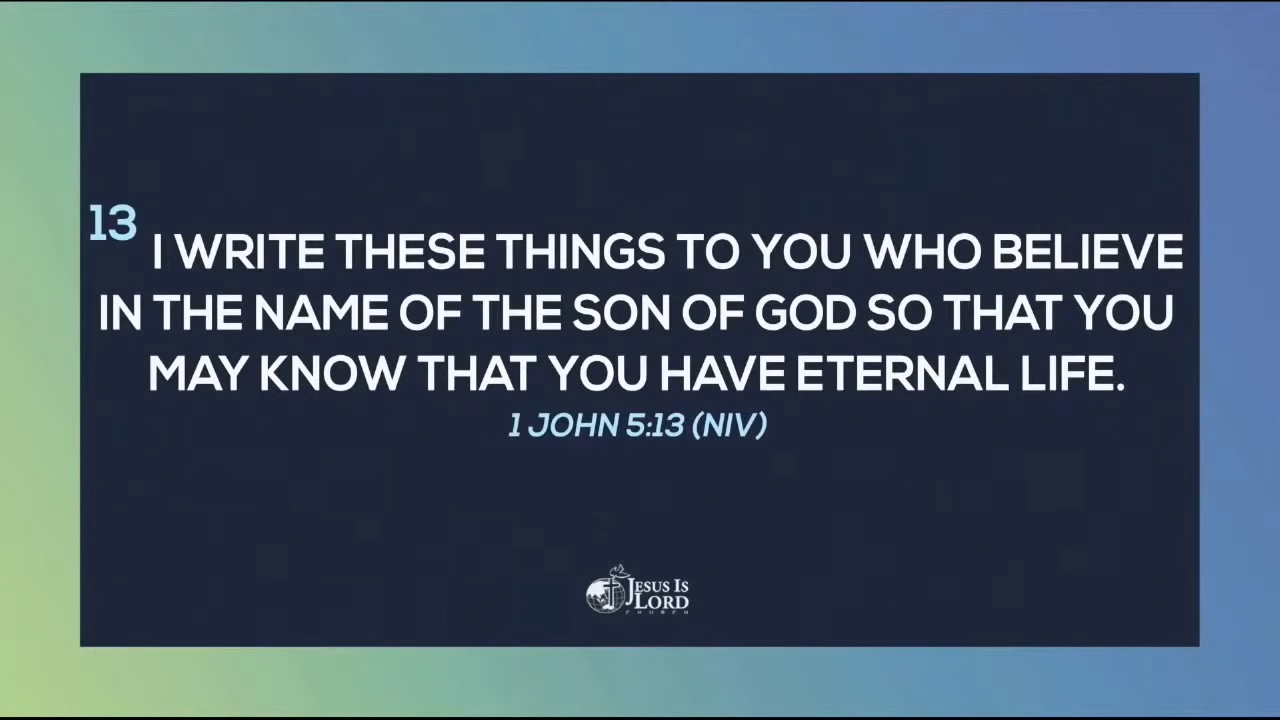 13 I WRITE THESE THINGS TO YOU WHO BELIEVE
IN THE NAME OF THE SON OF GOD SO THAT YOU
MAY KNOW THAT YOU HAVE ETERNAL LIFE.
1 JOHN 5:13 (NIV)
JESUS IS
LORD
CHURCH